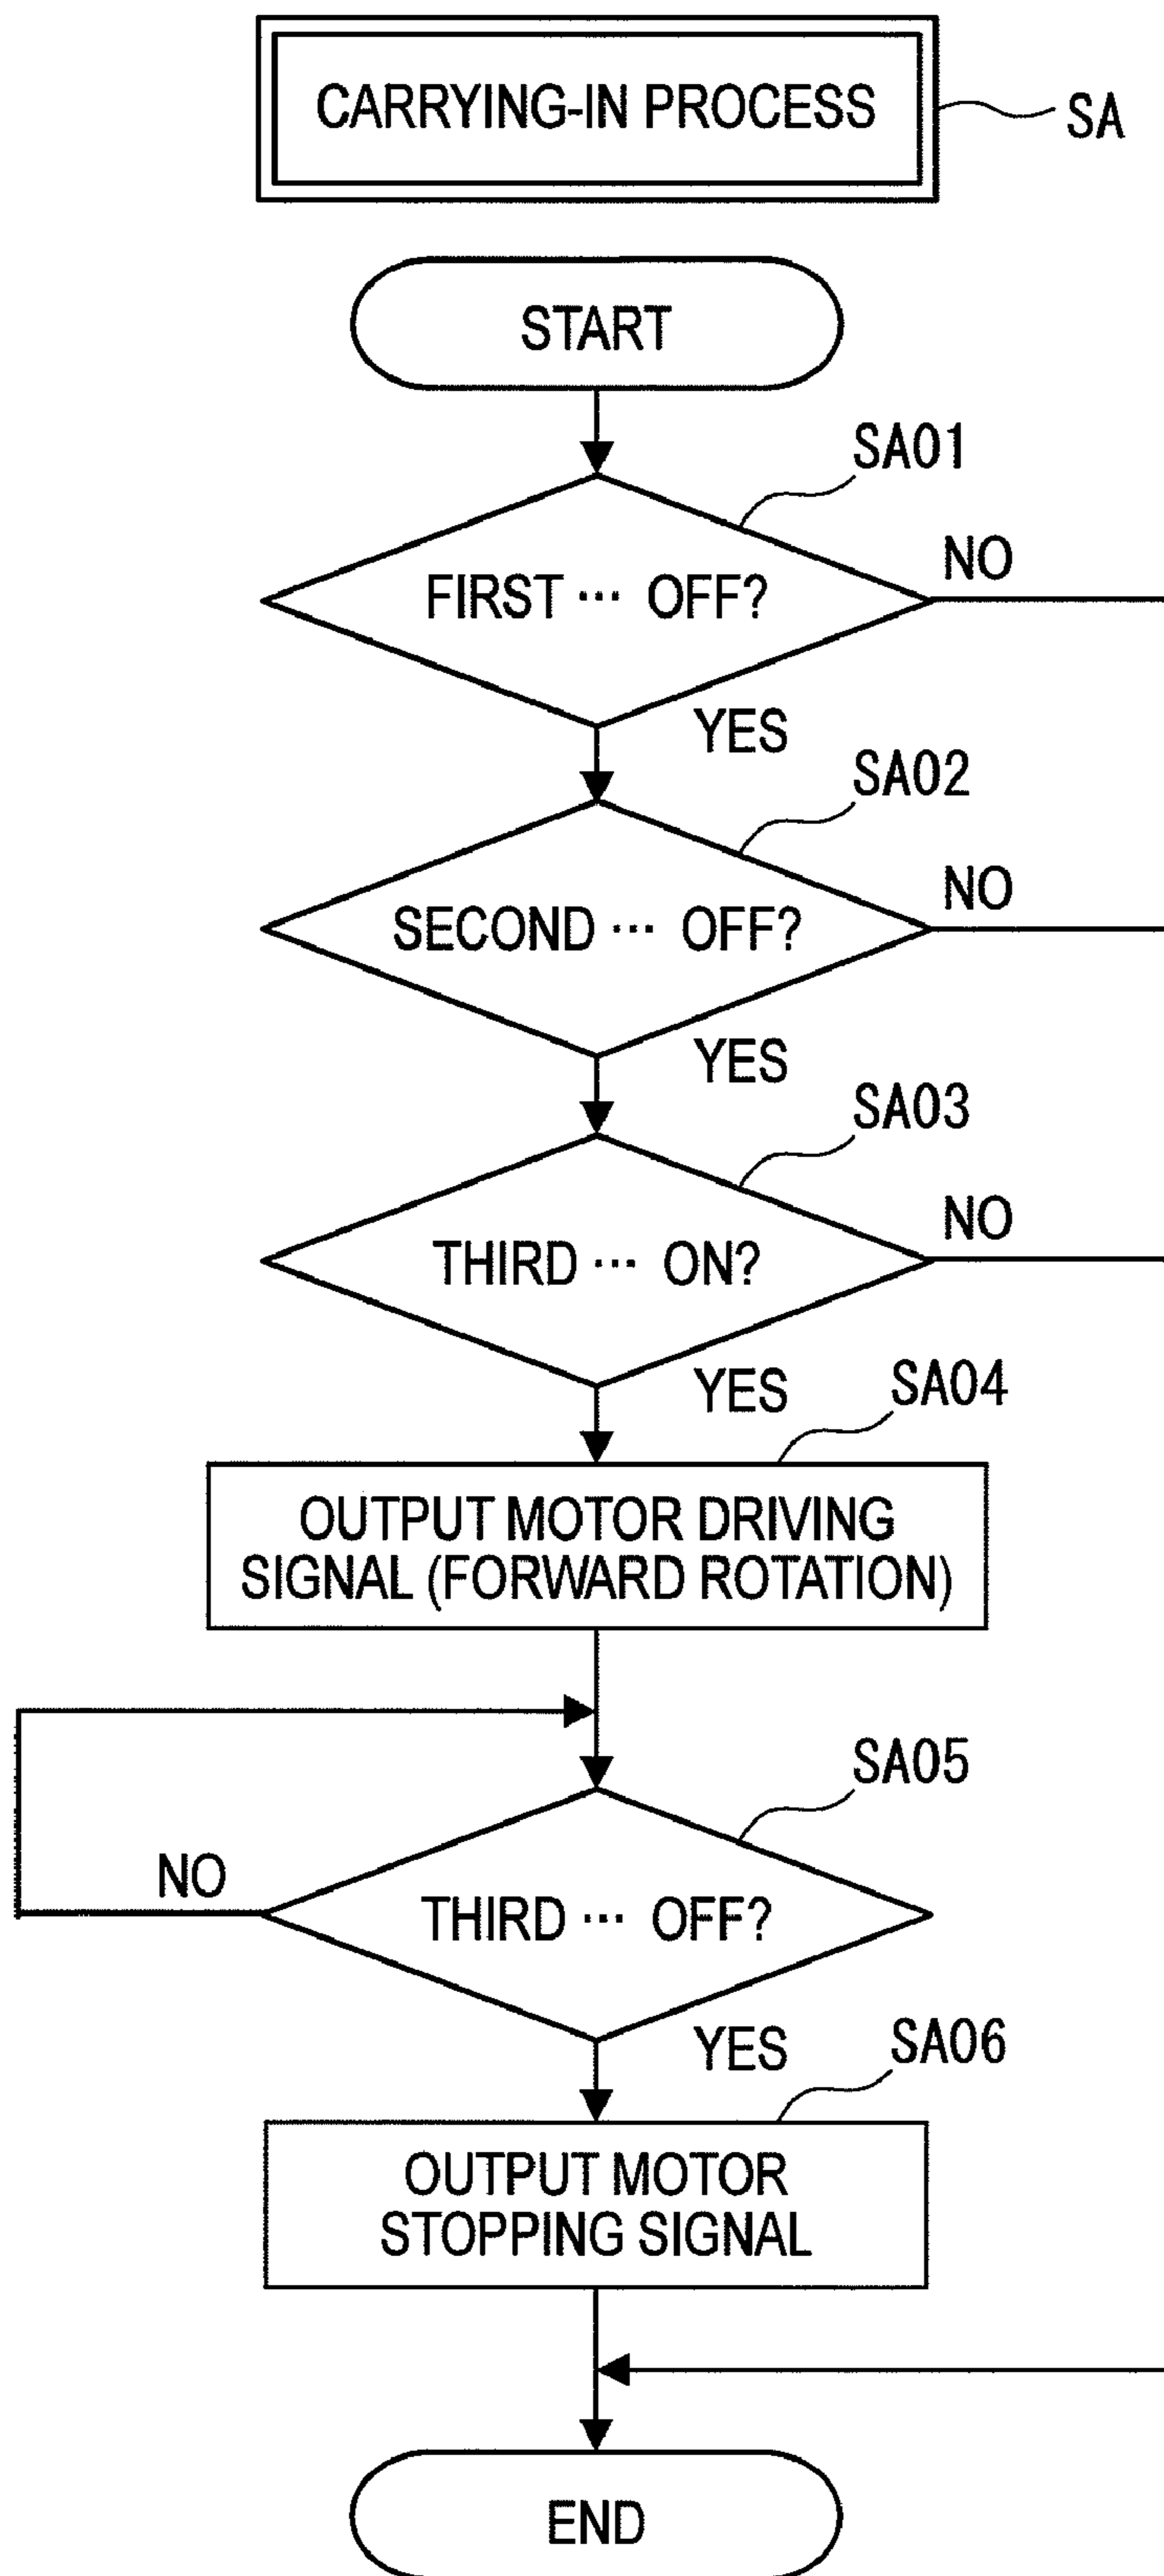 CARRYING-IN PROCESS
SA
START
SA01
FIRST ··· OFF?
NO
YES
SA02
SECOND ··· OFF?
NO
YES
SA03
THIRD ··· ON?
NO
YES
SA04
OUTPUT MOTOR DRIVING
SIGNAL (FORWARD ROTATION)
SA05
THIRD ··· OFF?
NO
YES
SA06
OUTPUT MOTOR
STOPPING SIGNAL
END